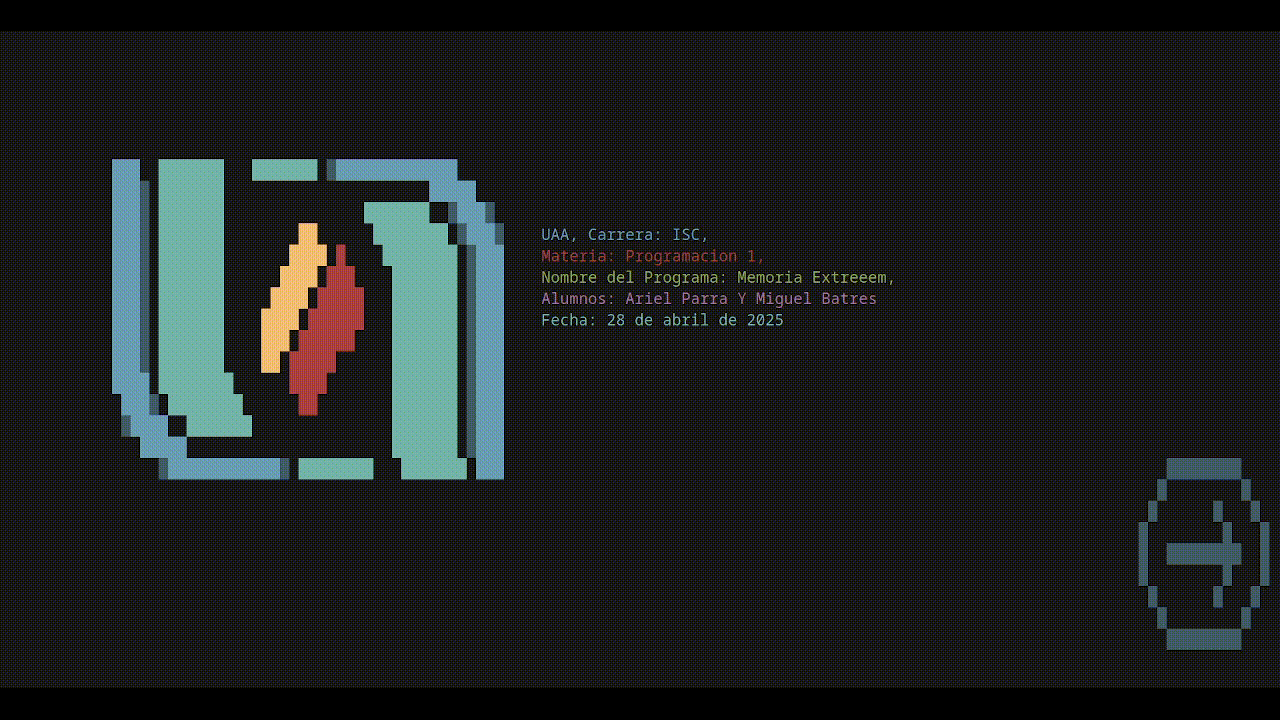 UAA, Carrera: ISC,
Materia: Programacion 1,
Nombre del Programa: Memoria Extreeem,
Alumnos: Ariel Parra Y Miguel Batres
Fecha: 28 de abril de 2025